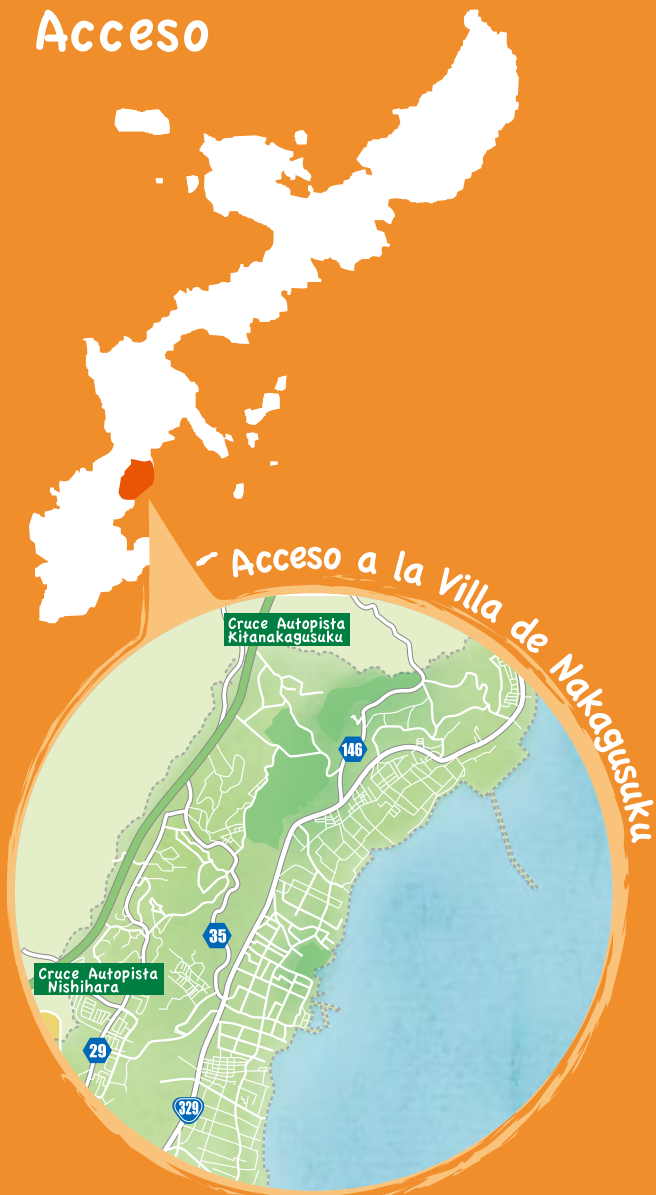 Acceso
Acceso a la Villa de Nakagusuku
Cruce Autopista
Kitanakagusuku
146
35
Cruce Autopista
Nishihara
29
329